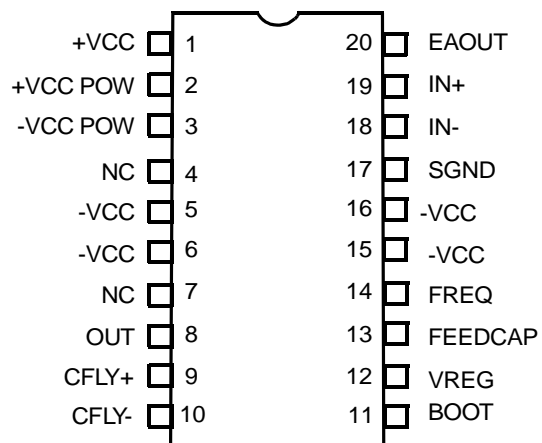 +VCC 1 20 EAOUT
+VCC POW 2 19 IN+
-VCC POW 3 18 IN-
NC 4 17 SGND
-VCC 5 16 -VCC
-VCC 6 15 -VCC
NC 7 14 FREQ
OUT 8 13 FEEDCAP
CFLY+ 9 12 VREG
CFLY- 10 11 BOOT